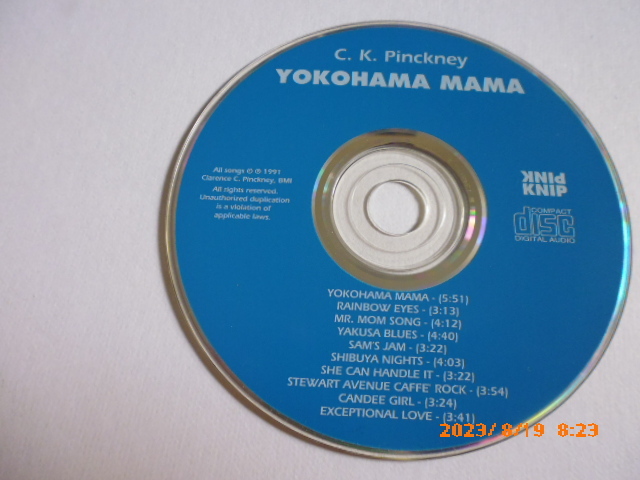 C. K. Pinckney
YOKOHAMA MAMA
All songs © ℗ 1991
Clarence C. Pinckney, BMI
All rights reserved.
Unauthorized duplication
is a violation of
applicable laws.
PINK
PINK
COMPACT
disc
DIGITAL AUDIO
YOKOHAMA MAMA - (5:51)
RAINBOW EYES - (3:13)
MR. MOM SONG - (4:12)
YAKUSA BLUES - (4:40)
SAM'S JAM - (3:22)
SHIBUYA NIGHTS - (4:03)
SHE CAN HANDLE IT - (3:22)
STEWART AVENUE CAFFE' ROCK - (3:54)
CANDEE GIRL - (3:24)
EXCEPTIONAL LOVE - (3:41)
2023/ 8/19 8:23